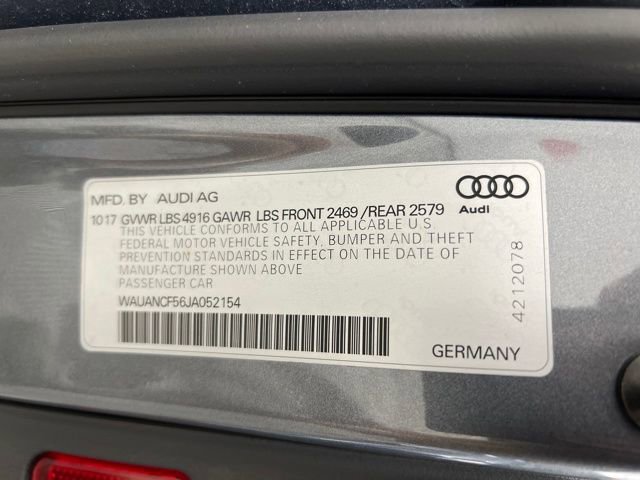 MFD. BY AUDI AG
10 17 GVWR LBS 4916 GAWR LBS FRONT 2469 /REAR 2579
THIS VEHICLE CONFORMS TO ALL APPLICABLE U.S
FEDERAL MOTOR VEHICLE SAFETY, BUMPER AND THEFT
PREVENTION STANDARDS IN EFFECT ON THE DATE OF
MANUFACTURE SHOWN ABOVE
PASSENGER CAR
WAUANCF56JA052154
Audi
4212078
GERMANY